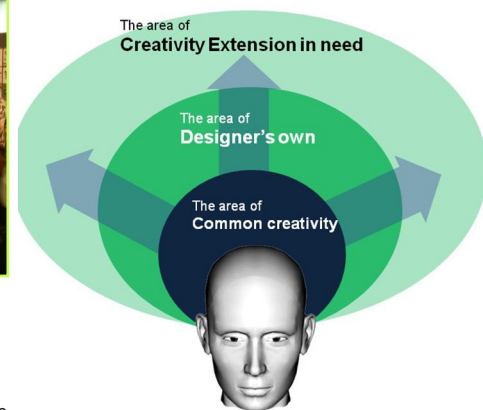 The area of
Creativity Extension in need
The area of
Designer's own
The area of
Common creativity